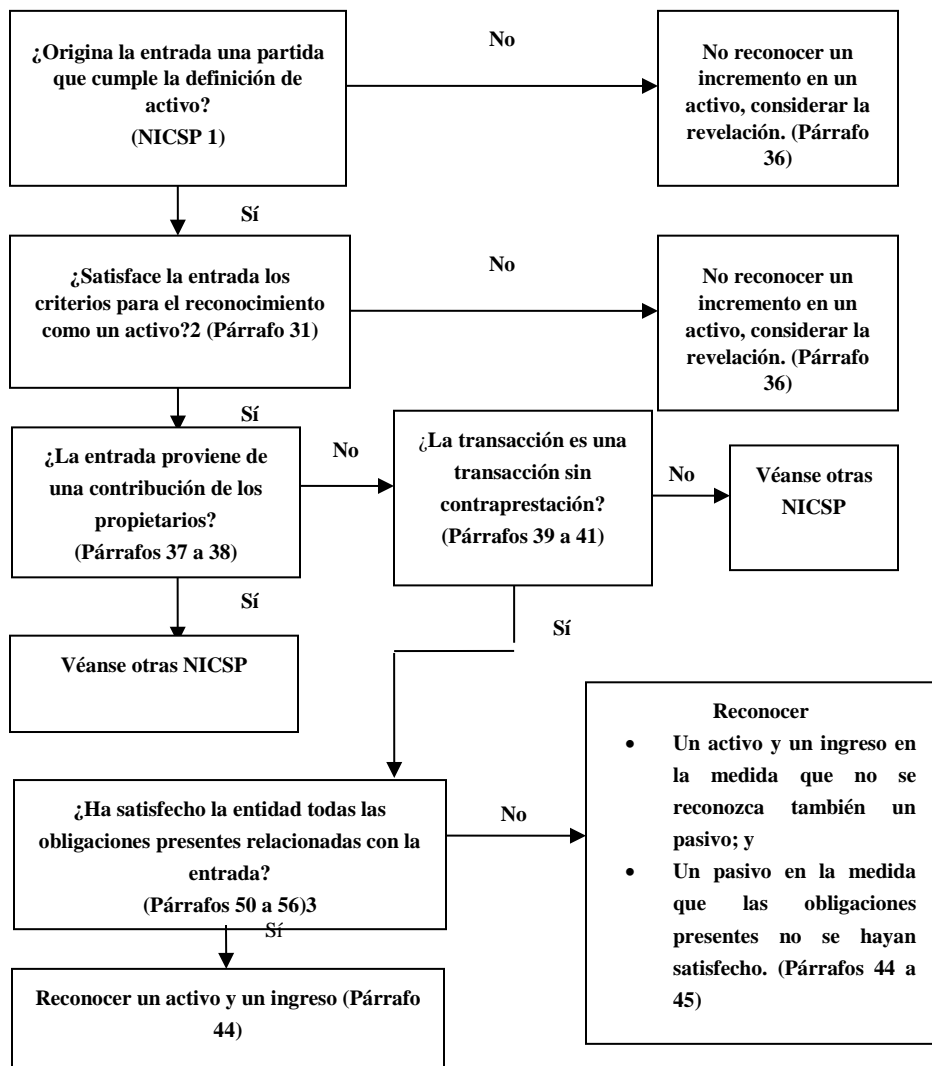 ¿Origina la entrada una partida
que cumple la definición de
activo?
(NICSP 1)
No
No reconocer un
incremento en un
activo, considerar la
revelación. (Párrafo
36)
Sí
¿Satisface la entrada los
criterios para el reconocimiento
como un activo?2 (Párrafo 31)
No
No reconocer un
incremento en un
activo, considerar la
revelación. (Párrafo
36)
Sí
¿La entrada proviene de
una contribución de los
propietarios?
(Párrafos 37 a 38)
No
¿La transacción es una
transacción sin
contraprestación?
(Párrafos 39 a 41)
No
Véanse otras
NICSP
Sí
Véanse otras NICSP
Sí
¿Ha satisfecho la entidad todas las
obligaciones presentes relacionadas con la
entrada?
(Párrafos 50 a 56)3
No
Reconocer
• Un activo y un ingreso en
la medida que no se
reconozca también un
pasivo; y
• Un pasivo en la medida
que las obligaciones
presentes no se hayan
satisfecho. (Párrafos 44 a
45)
Sí
Reconocer un activo y un ingreso (Párrafo
44)